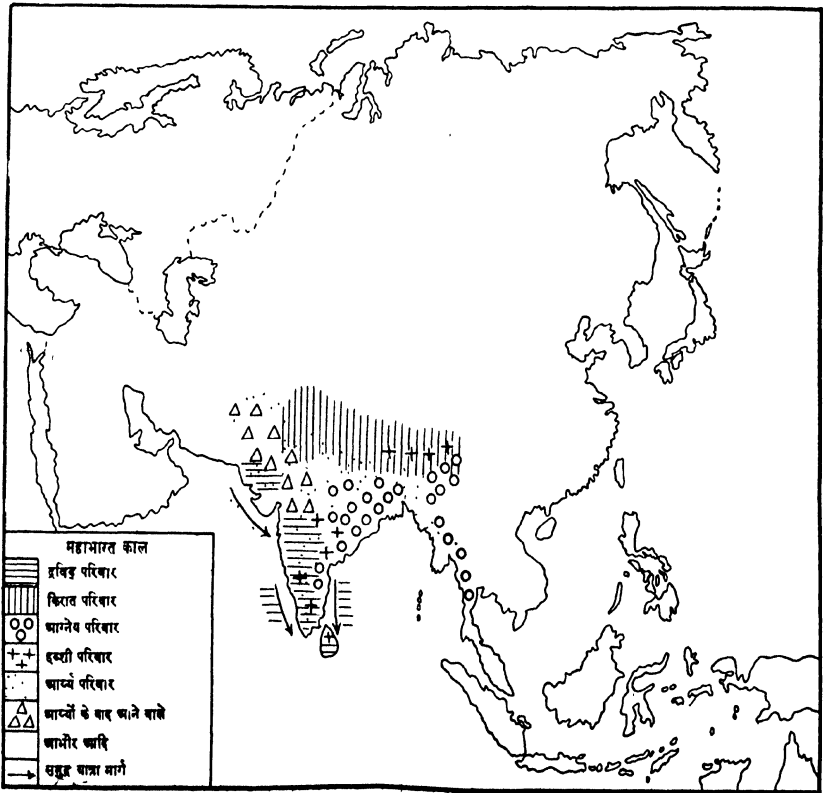 महाभारत काल
द्रविड़ परिवार
किरात परिवार
आग्नेय परिवार
हब्शी परिवार
आर्य्य परिवार
आर्य्यों के बाद आने वाले
आभीर आदि
समुद्र यात्रा मार्ग